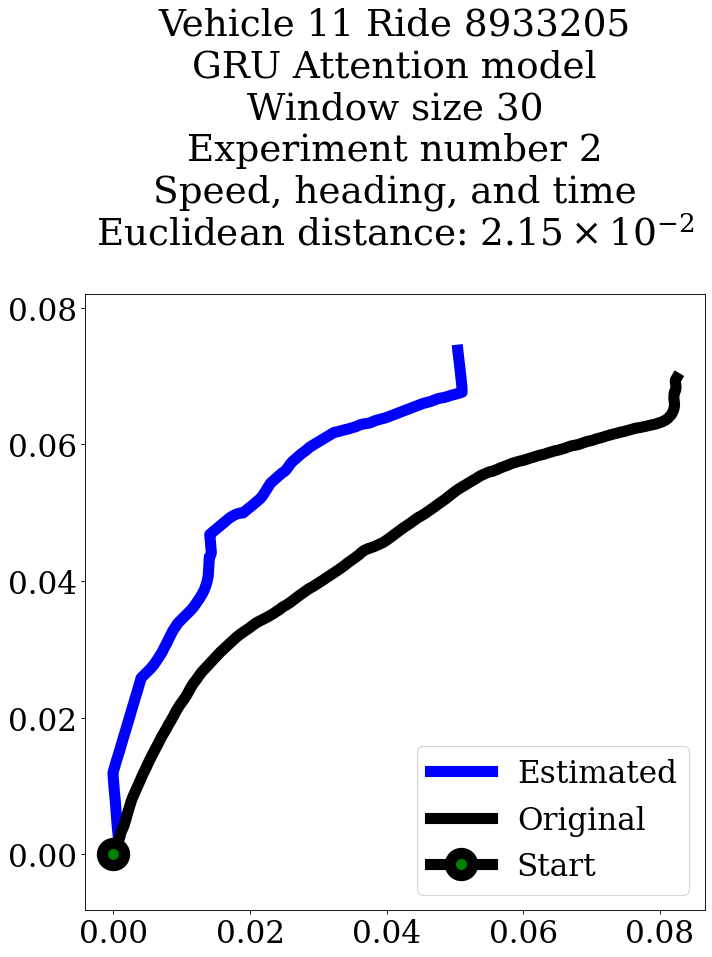 Vehicle 11 Ride 8933205
GRU Attention model
Window size 30
Experiment number 2
Speed, heading, and time
Euclidean distance: 2.15 × 10⁻²
0.08
0.06
0.04
0.02
0.00
Estimated
Original
Start
0.00 0.02 0.04 0.06 0.08